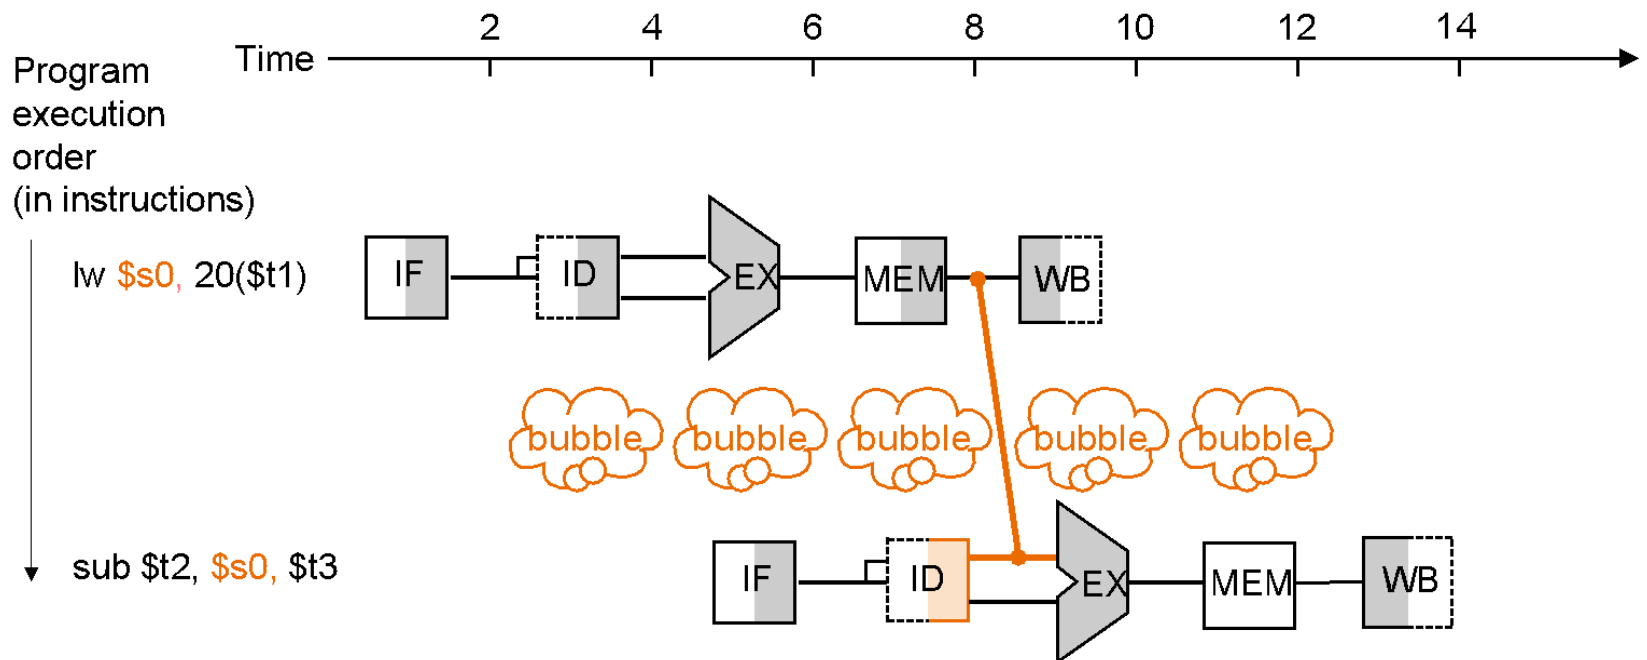 2 4 6 8 10 12 14
Time
Program
execution
order
(in instructions)
lw $s0, 20($t1)
IF ID EX MEM WB
bubble bubble bubble bubble bubble
sub $t2, $s0, $t3
IF ID EX MEM WB